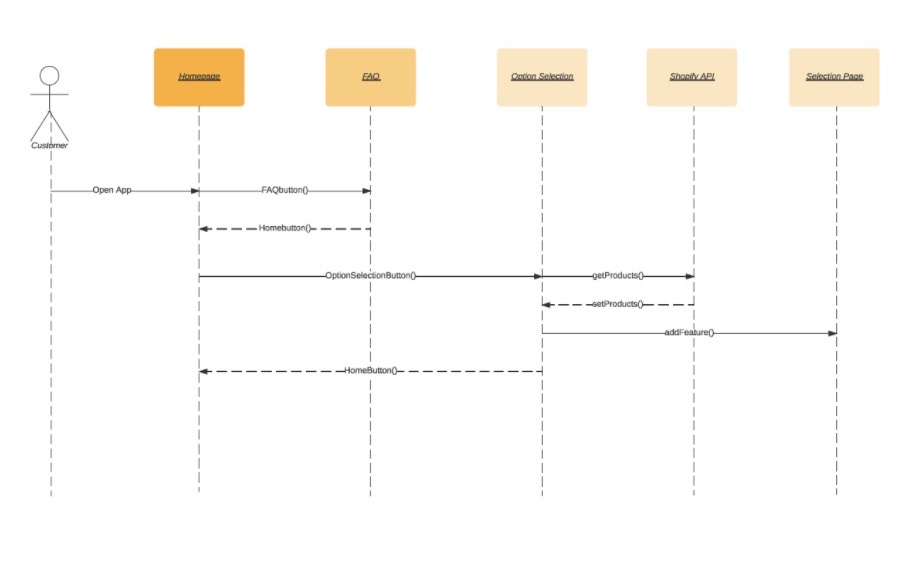 Homepage
FAQ
Option Selection
Shopify API
Selection Page
Customer
Open App
FAQbutton()
Homebutton()
OptionSelectionButton()
getProducts()
setProducts()
addFeature()
HomeButton()